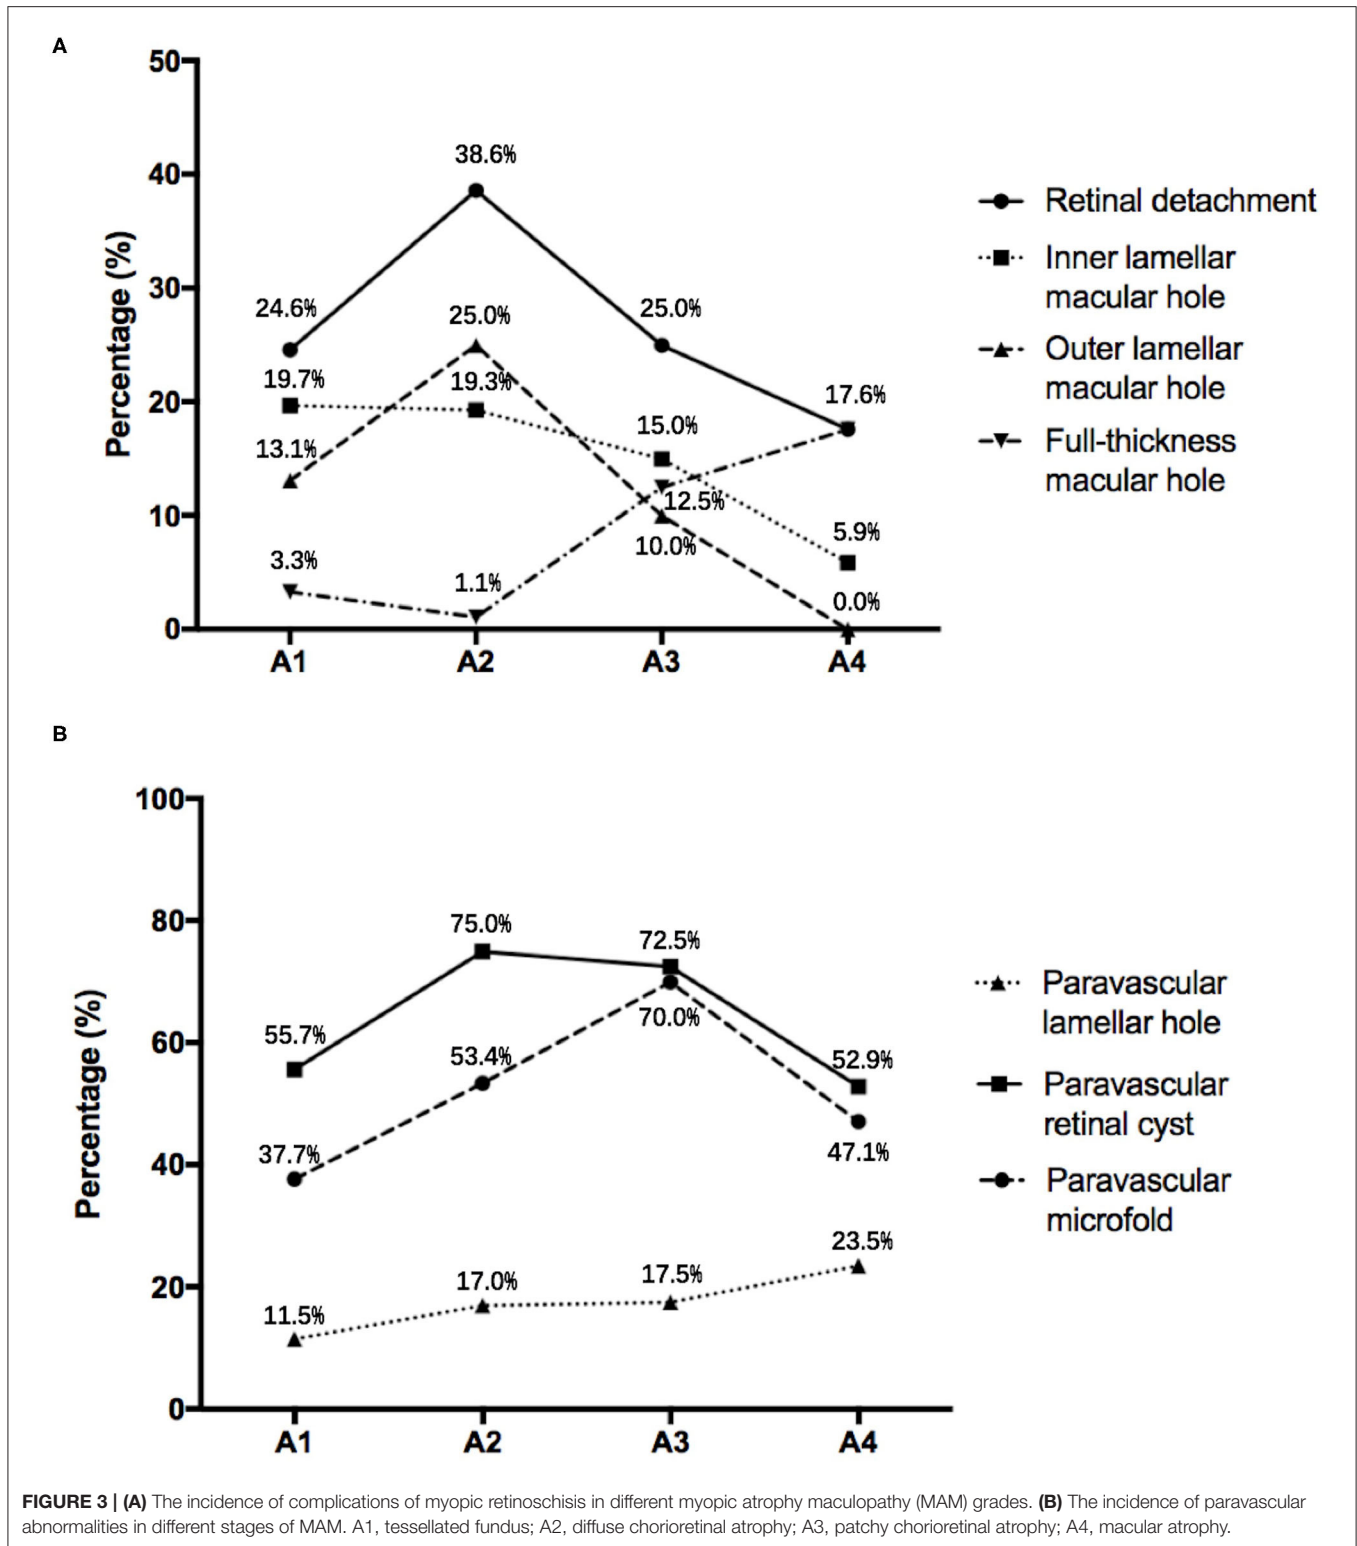 A
50
40
30
20
10
0
Percentage (%)
38.6%
24.6%
25.0%
25.0%
19.7%
19.3%
17.6%
13.1%
15.0%
12.5%
10.0%
5.9%
3.3%
1.1%
0.0%
A1 A2 A3 A4
Retinal detachment
Inner lamellar
macular hole
Outer lamellar
macular hole
Full-thickness
macular hole
B
100
80
60
40
20
0
Percentage (%)
75.0%
72.5%
55.7%
70.0%
53.4%
52.9%
37.7%
47.1%
23.5%
17.0%
17.5%
11.5%
A1 A2 A3 A4
Paravascular
lamellar hole
Paravascular
retinal cyst
Paravascular
microfold
FIGURE 3 | (A) The incidence of complications of myopic retinoschisis in different myopic atrophy maculopathy (MAM) grades. (B) The incidence of paravascular
abnormalities in different stages of MAM. A1, tessellated fundus; A2, diffuse chorioretinal atrophy; A3, patchy chorioretinal atrophy; A4, macular atrophy.